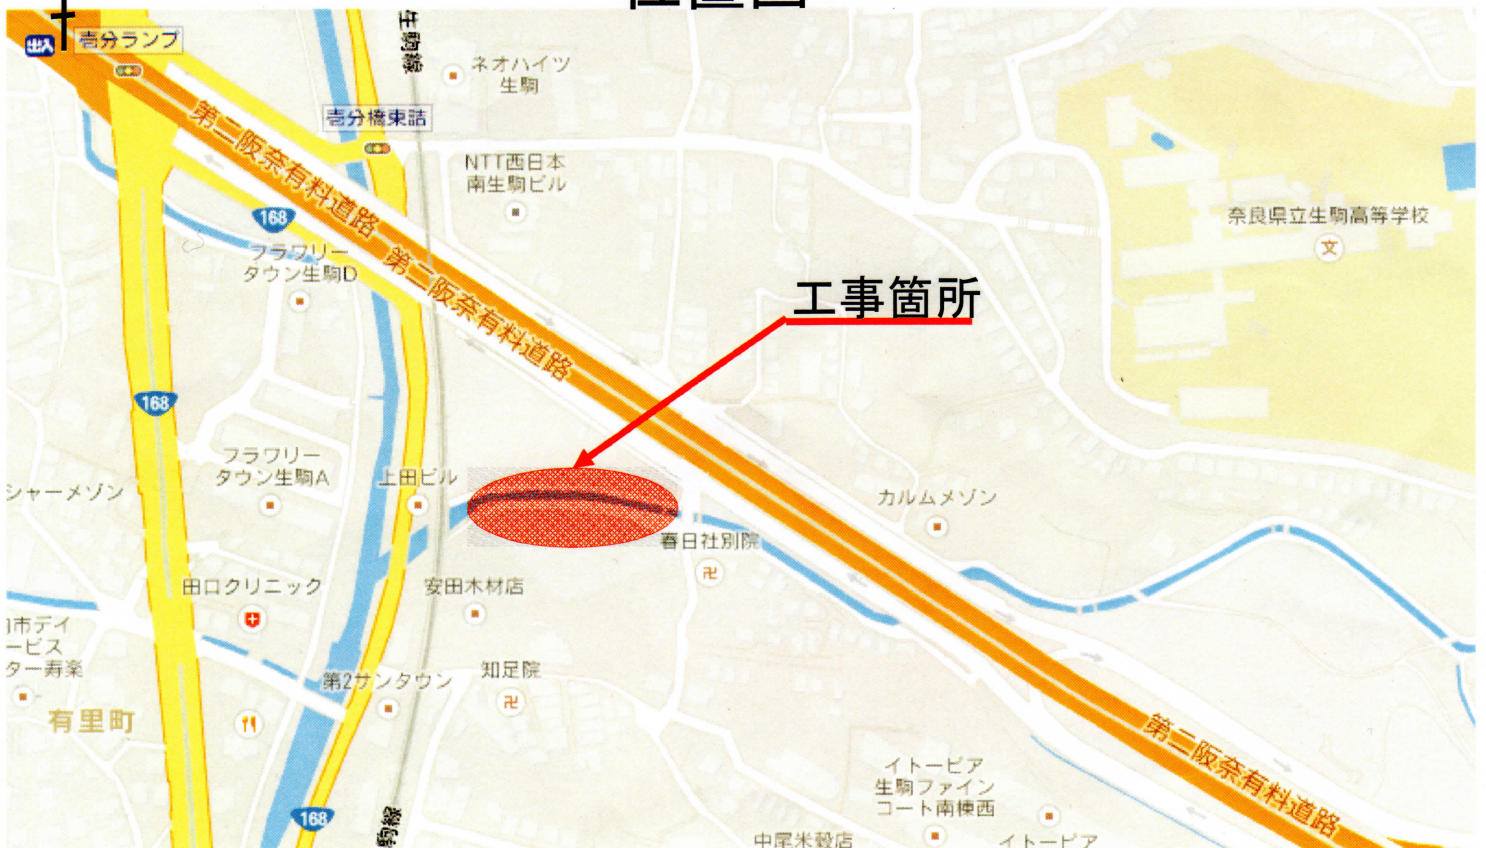 位置図
出入
壱分ランプ
生駒線
ネオハイツ
生駒
壱分橋東詰
第二阪奈有料道路
NTT西日本
南生駒ビル
168
奈良県立生駒高等学校
文
フラワリー
タウン生駒D
第二阪奈有料道路
工事箇所
168
フラワリー
タウン生駒A
上田ビル
シャーメゾン
カルムメゾン
春日社別院
卍
田口クリニック
安田木材店
市デイ
ービス
ター寿楽
知足院
卍
第2サンタウン
有里町
第二阪奈有料道路
イトーピア
生駒ファイン
コート南棟西
168
駒線
中尾米穀店
イトーピア